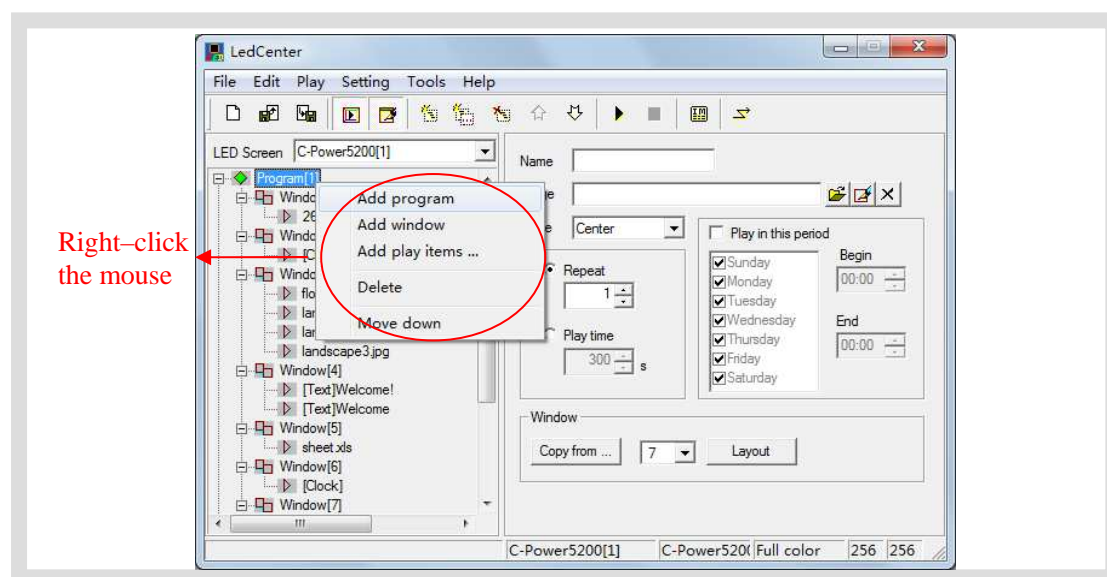 LedCenter
File Edit Play Setting Tools Help
LED Screen C-Power5200[1]
Program[1]
Add program
Add window
Add play items ...
Delete
Move down
Right–click
the mouse
26
landscape3.jpg
Window[4]
[Text]Welcome!
[Text]Welcome
Window[5]
sheet.xls
Window[6]
[Clock]
Window[7]
Name
Center
Repeat
1
Play time
300 s
Play in this period
Sunday
Monday
Tuesday
Wednesday
Thursday
Friday
Saturday
Begin
00:00
End
00:00
Window
Copy from ... 7 Layout
C-Power5200[1] C-Power520( Full color 256 256